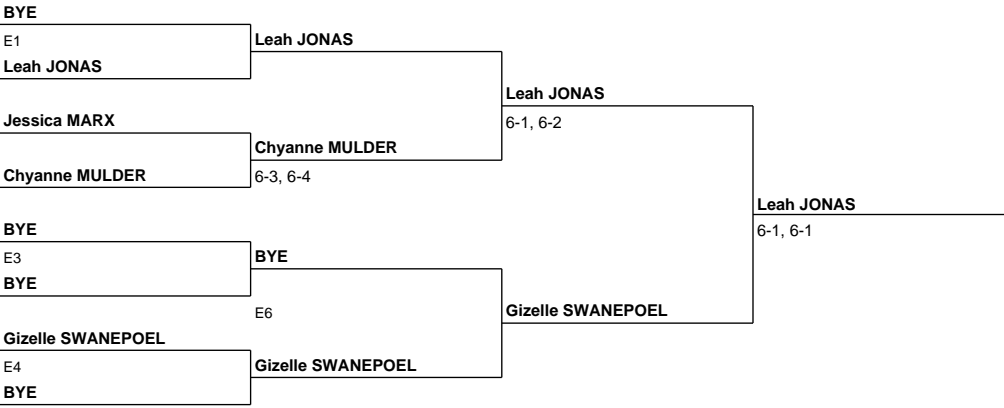 BYE
E1
Leah JONAS
Leah JONAS
Jessica MARX
Chyanne MULDER
Chyanne MULDER
6-3, 6-4
Leah JONAS
6-1, 6-2
BYE
E3
BYE
BYE
E6
Gizelle SWANEPOEL
E4
BYE
Gizelle SWANEPOEL
Gizelle SWANEPOEL
Leah JONAS
6-1, 6-1